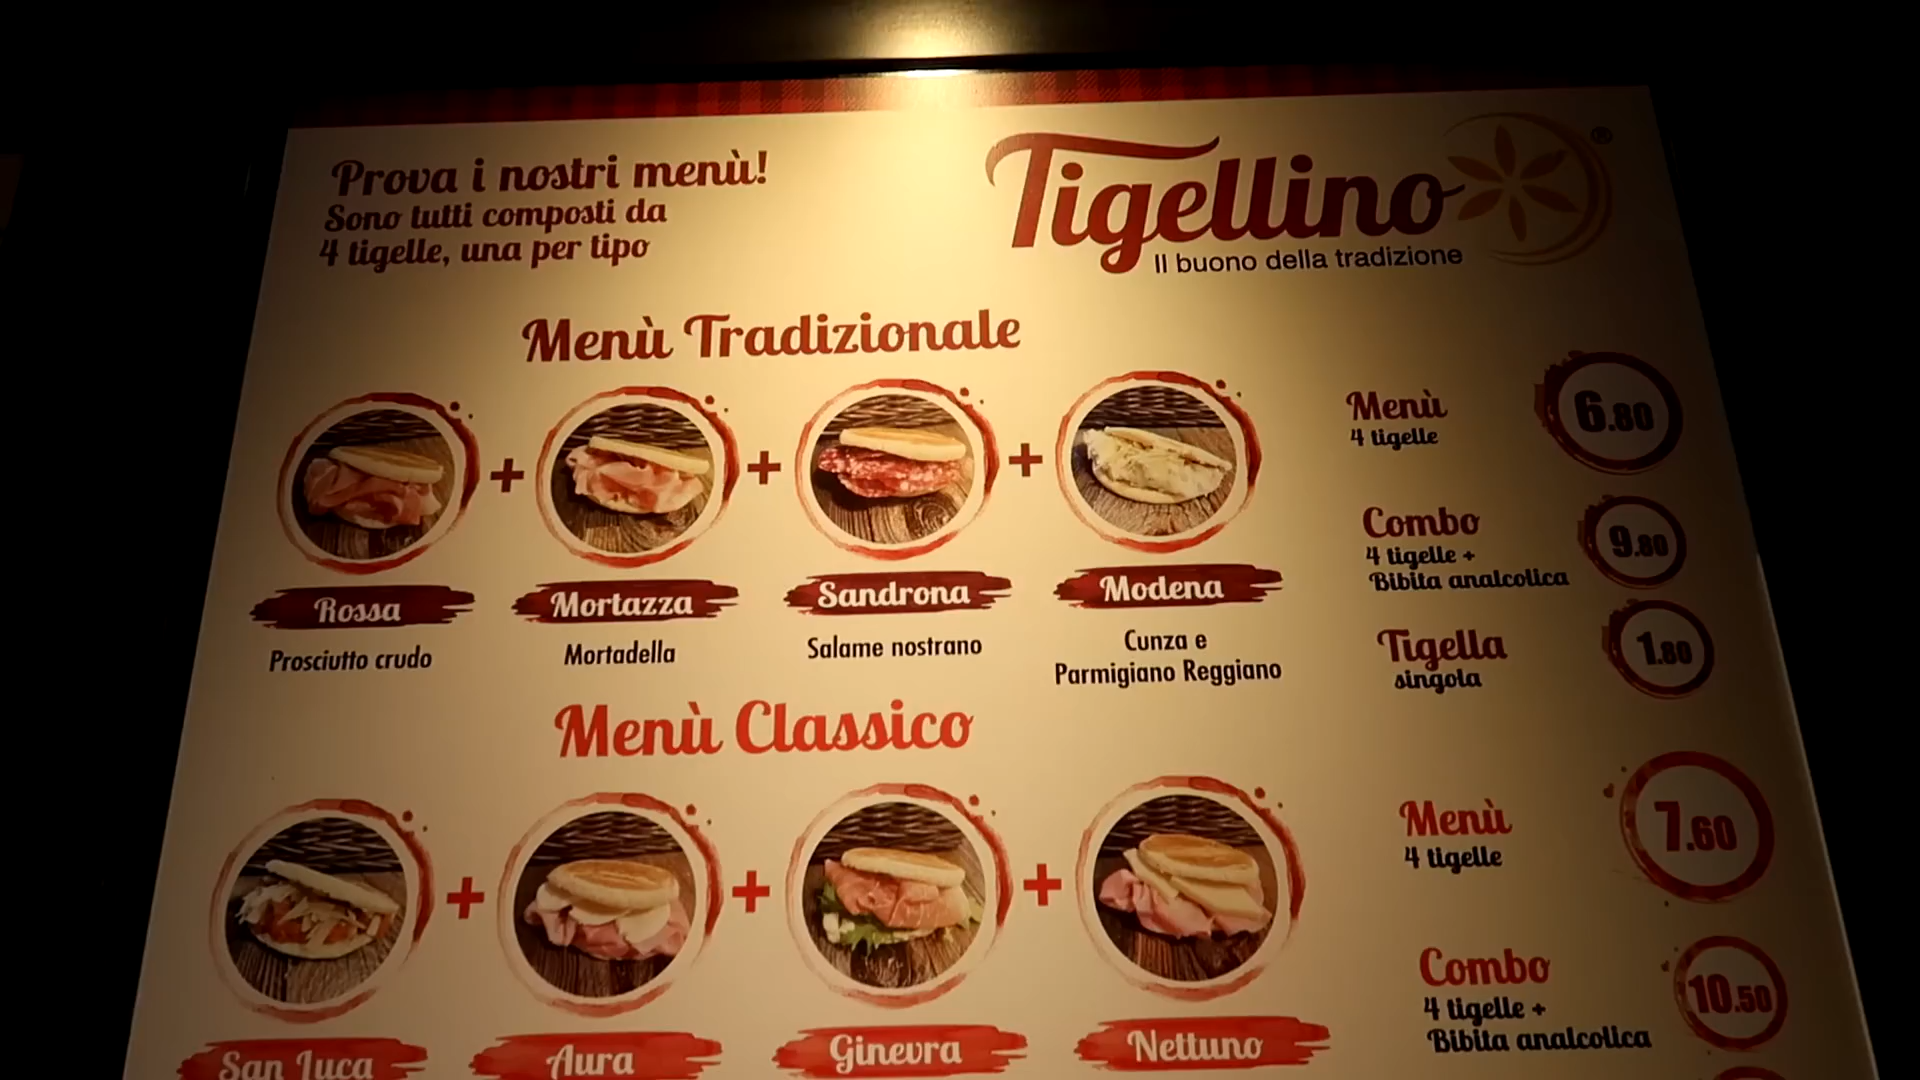 Prova i nostri menù!
Sono tutti composti da
4 tigelle, una per tipo
Tigellino®
Il buono della tradizione
Menù Tradizionale
Rossa
Prosciutto crudo
+
Mortazza
Mortadella
+
Sandrona
Salame nostrano
+
Modena
Cunza e
Parmigiano Reggiano
Menù
4 tigelle
6.80
Combo
4 tigelle +
Bibita analcolica
9.80
Tigella
singola
1.80
Menù Classico
San Luca
+
Aura
+
Ginevra
+
Nettuno
Menù
4 tigelle
7.60
Combo
4 tigelle +
Bibita analcolica
10.50